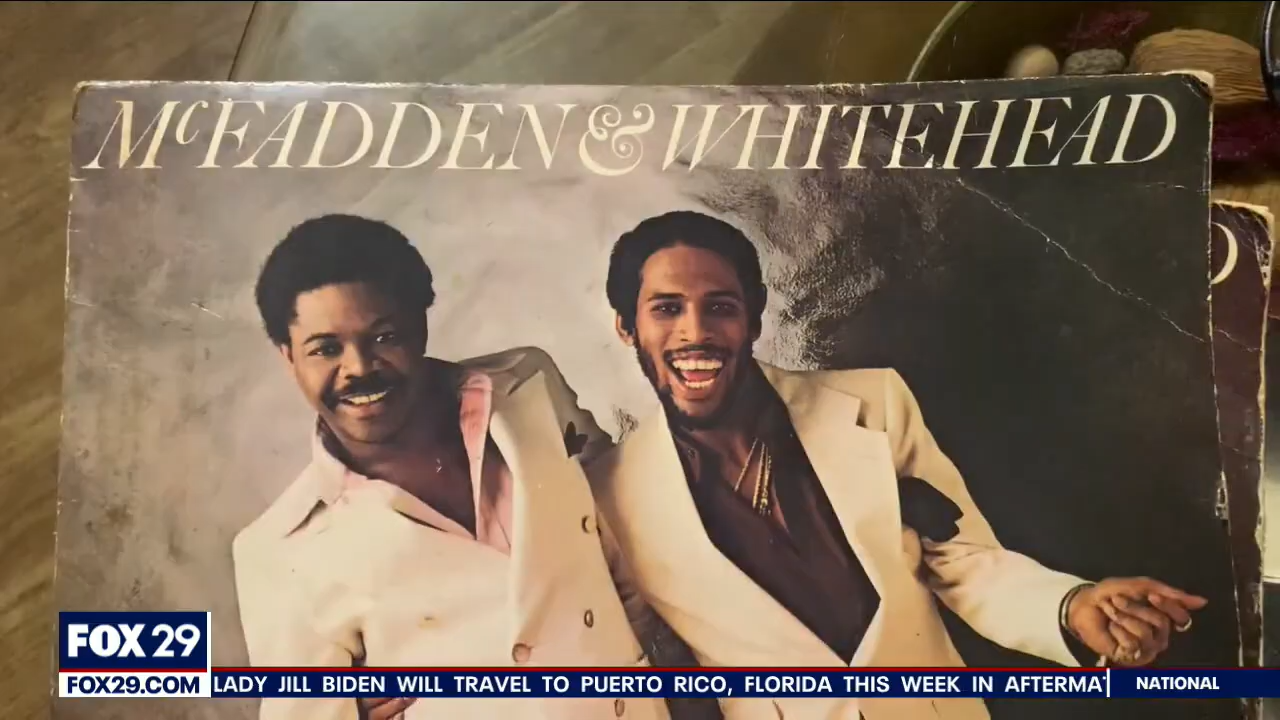 McFADDEN & WHITEHEAD
FOX 29
FOX29.COM
LADY JILL BIDEN WILL TRAVEL TO PUERTO RICO, FLORIDA THIS WEEK IN
NATIONAL